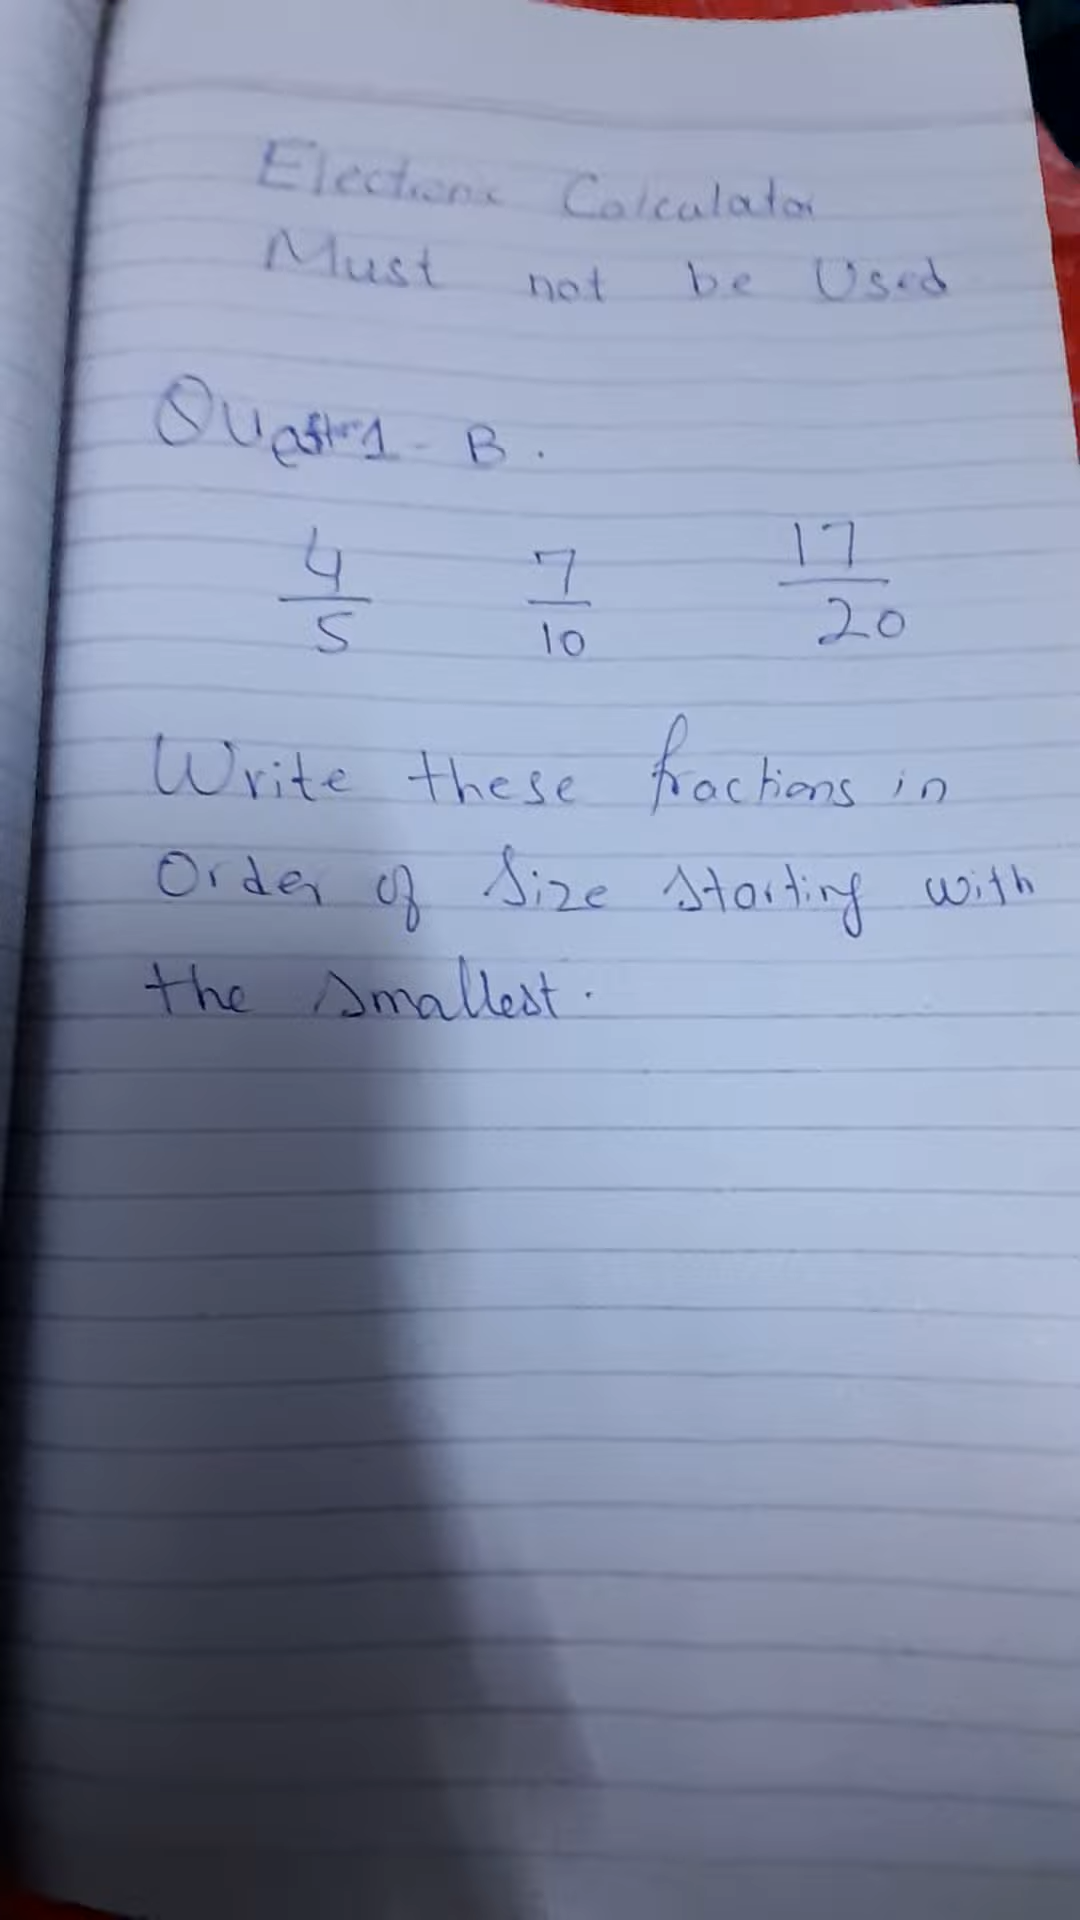 Electronic Calculator
Must not be Used
Question 1 - B.
4/5 7/10 17/20
Write these fractions in
Order of Size starting with
the smallest.